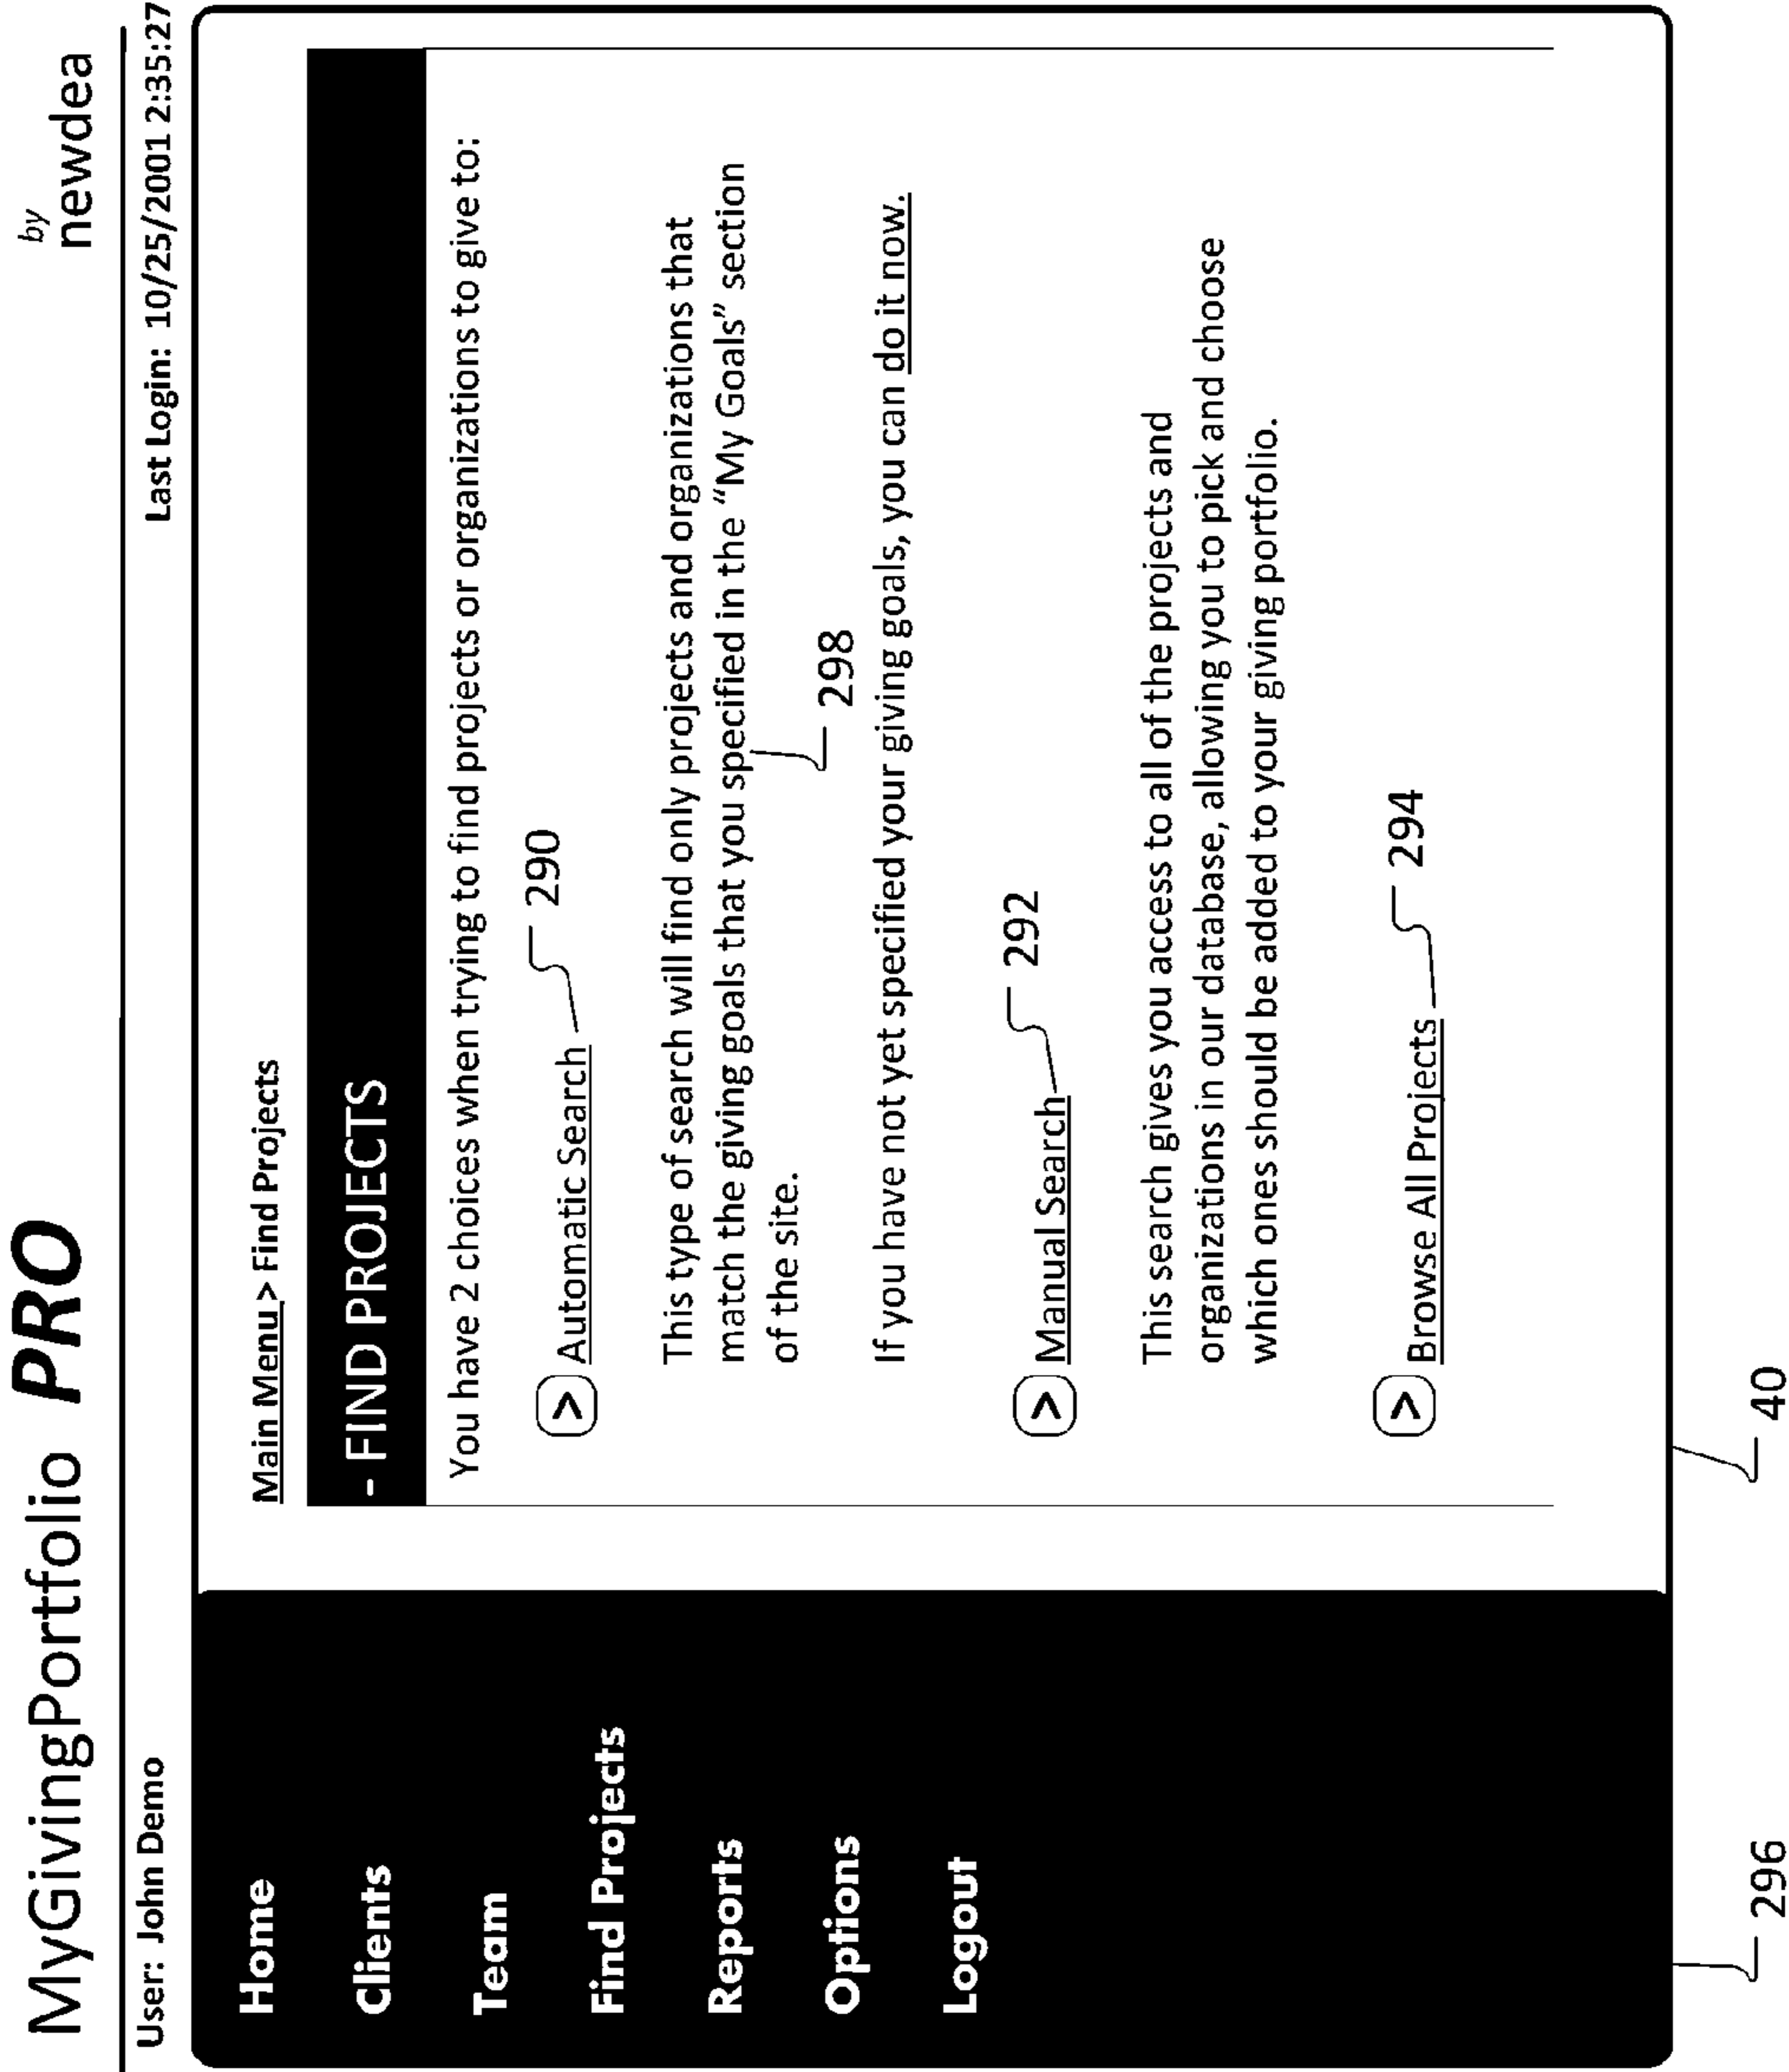 MyGivingPortfolio PRO
by
newdea
User: John Demo
Last Login: 10/25/2001 2:35:27
Home
Clients
Team
Find Projects
Reports
Options
Logout
Main Menu > Find Projects
- FIND PROJECTS
You have 2 choices when trying to find projects or organizations to give to:
> Automatic Search 290
This type of search will find only projects and organizations that
match the giving goals that you specified in the "My Goals" section
of the site.
298
If you have not yet specified your giving goals, you can do it now.
> Manual Search 292
This search gives you access to all of the projects and
organizations in our database, allowing you to pick and choose
which ones should be added to your giving portfolio.
> Browse All Projects 294
296
40